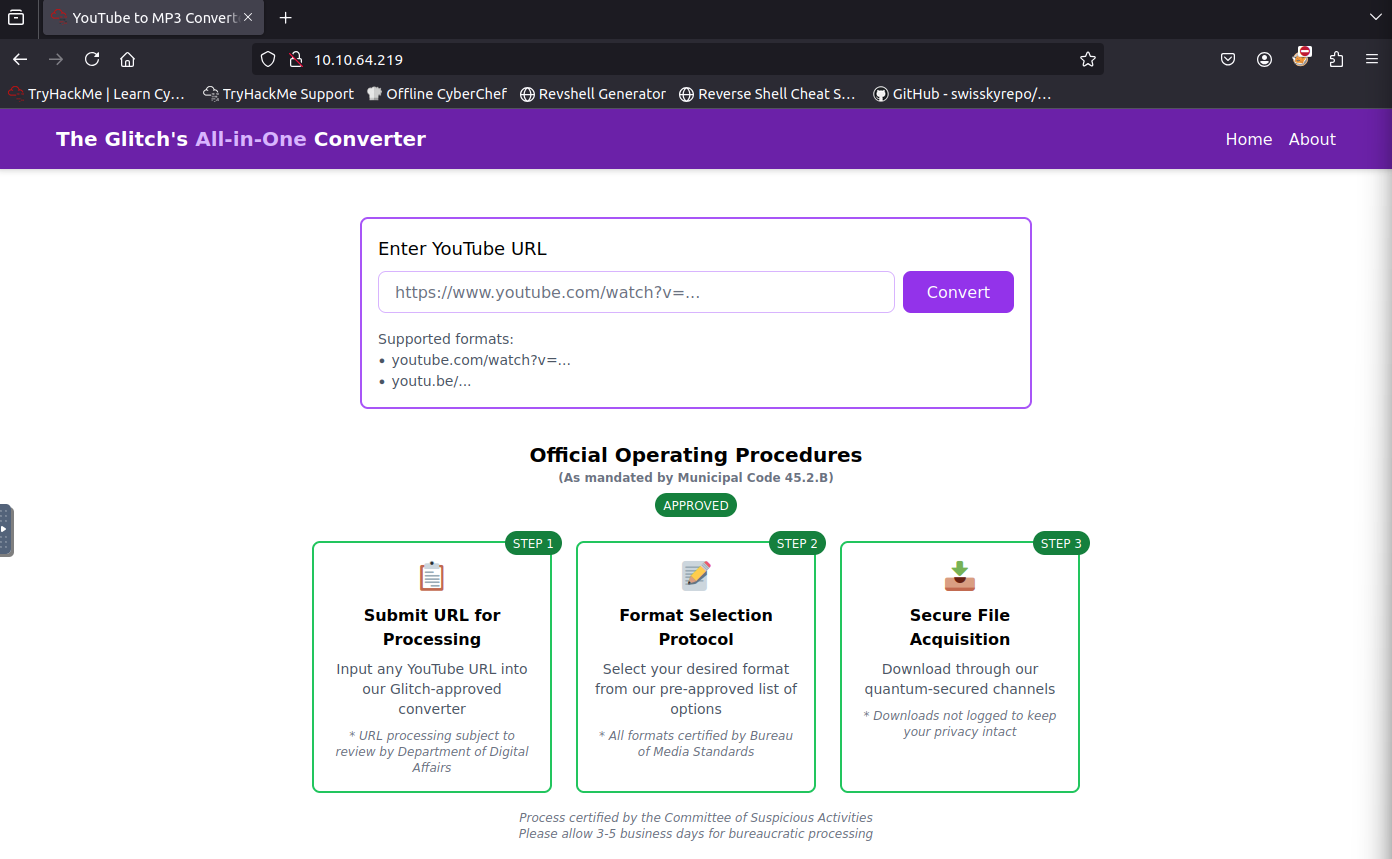 YouTube to MP3 Convert
10.10.64.219
TryHackMe | Learn Cy… TryHackMe Support Offline CyberChef Revshell Generator Reverse Shell Cheat S… GitHub - swisskyrepo/…
The Glitch's All-in-One Converter Home About
Enter YouTube URL
https://www.youtube.com/watch?v=... Convert
Supported formats:
• youtube.com/watch?v=...
• youtu.be/...
Official Operating Procedures
(As mandated by Municipal Code 45.2.B)
APPROVED
STEP 1
Submit URL for
Processing
Input any YouTube URL into
our Glitch-approved
converter
* URL processing subject to
review by Department of Digital
Affairs
STEP 2
Format Selection
Protocol
Select your desired format
from our pre-approved list of
options
* All formats certified by Bureau
of Media Standards
STEP 3
Secure File
Acquisition
Download through our
quantum-secured channels
* Downloads not logged to keep
your privacy intact
Process certified by the Committee of Suspicious Activities
Please allow 3-5 business days for bureaucratic processing